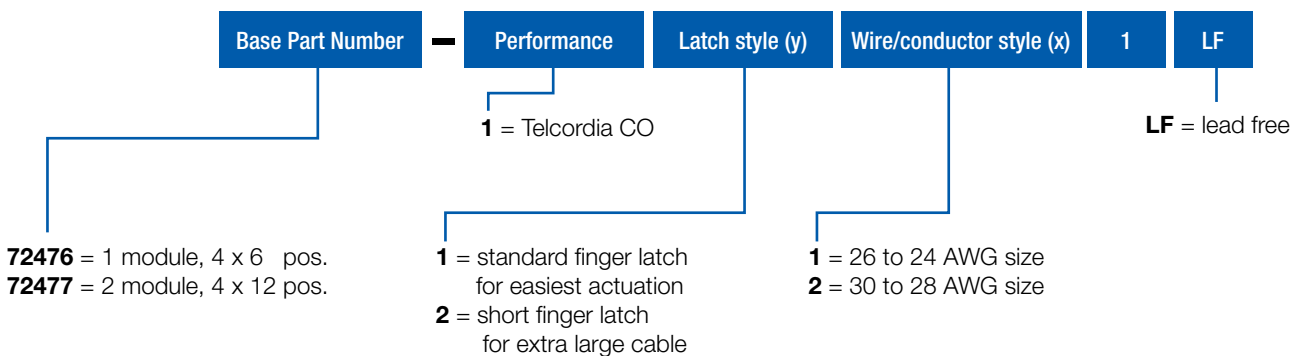 Base Part Number – Performance Latch style (y) Wire/conductor style (x) 1 LF
1 = Telcordia CO
LF = lead free
72476 = 1 module, 4 x 6 pos.
72477 = 2 module, 4 x 12 pos.
1 = standard finger latch
for easiest actuation
2 = short finger latch
for extra large cable
1 = 26 to 24 AWG size
2 = 30 to 28 AWG size